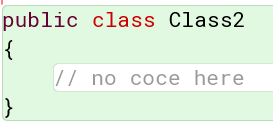 public class Class2
{
// no coce here
}